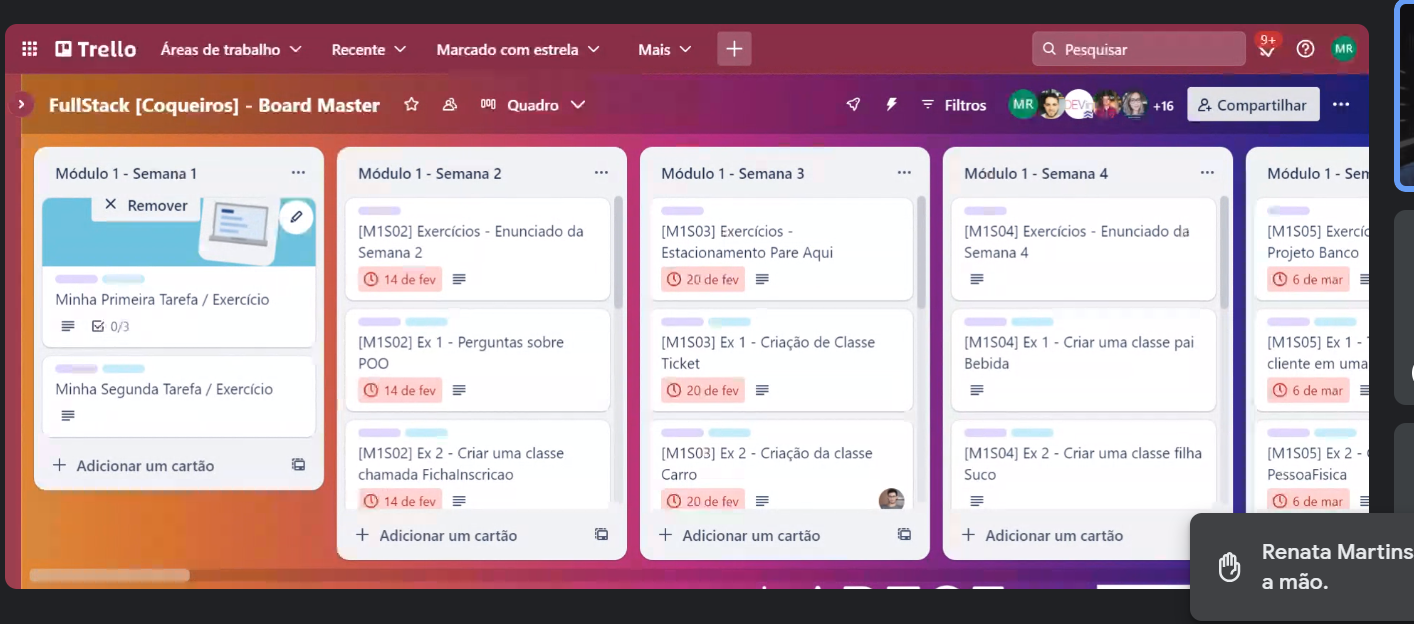 Trello
Áreas de trabalho
Recente
Marcado com estrela
Mais
Pesquisar
9+
MR
FullStack [Coqueiros] - Board Master
Quadro
Filtros
MR
+16
Compartilhar
Módulo 1 - Semana 1
Remover
Minha Primeira Tarefa / Exercício
0/3
Minha Segunda Tarefa / Exercício
Adicionar um cartão
Módulo 1 - Semana 2
[M1S02] Exercícios - Enunciado da
Semana 2
14 de fev
[M1S02] Ex 1 - Perguntas sobre
POO
14 de fev
[M1S02] Ex 2 - Criar uma classe
chamada FichaInscricao
14 de fev
Adicionar um cartão
Módulo 1 - Semana 3
[M1S03] Exercícios -
Estacionamento Pare Aqui
20 de fev
[M1S03] Ex 1 - Criação de Classe
Ticket
20 de fev
[M1S03] Ex 2 - Criação da classe
Carro
20 de fev
Adicionar um cartão
Módulo 1 - Semana 4
[M1S04] Exercícios - Enunciado da
Semana 4
[M1S04] Ex 1 - Criar uma classe pai
Bebida
[M1S04] Ex 2 - Criar uma classe filha
Suco
Adicionar um cartão
Módulo 1 - Sem
[M1S05] Exercíc
Projeto Banco
6 de mar
[M1S05] Ex 1 -
cliente em uma
6 de mar
[M1S05] Ex 2 -
PessoaFisica
6 de mar
Renata Martins
a mão.